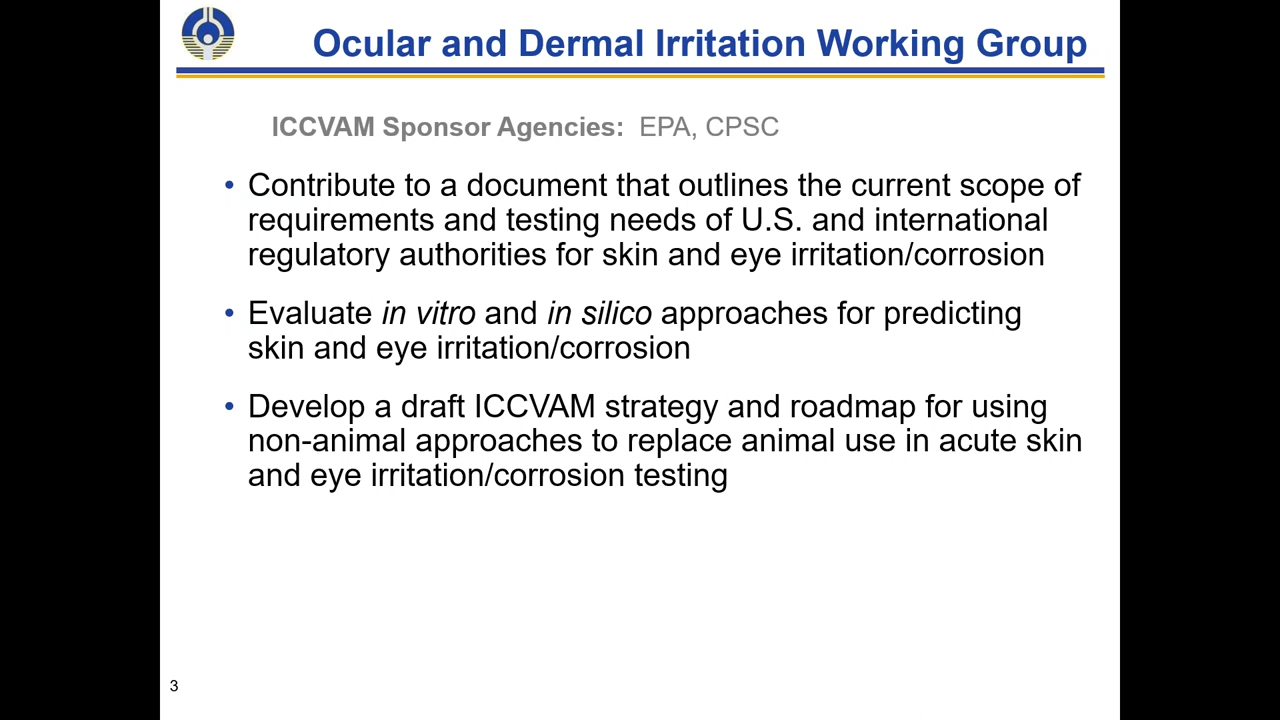 Ocular and Dermal Irritation Working Group
ICCVAM Sponsor Agencies: EPA, CPSC
• Contribute to a document that outlines the current scope of
requirements and testing needs of U.S. and international
regulatory authorities for skin and eye irritation/corrosion
• Evaluate in vitro and in silico approaches for predicting
skin and eye irritation/corrosion
• Develop a draft ICCVAM strategy and roadmap for using
non-animal approaches to replace animal use in acute skin
and eye irritation/corrosion testing
3